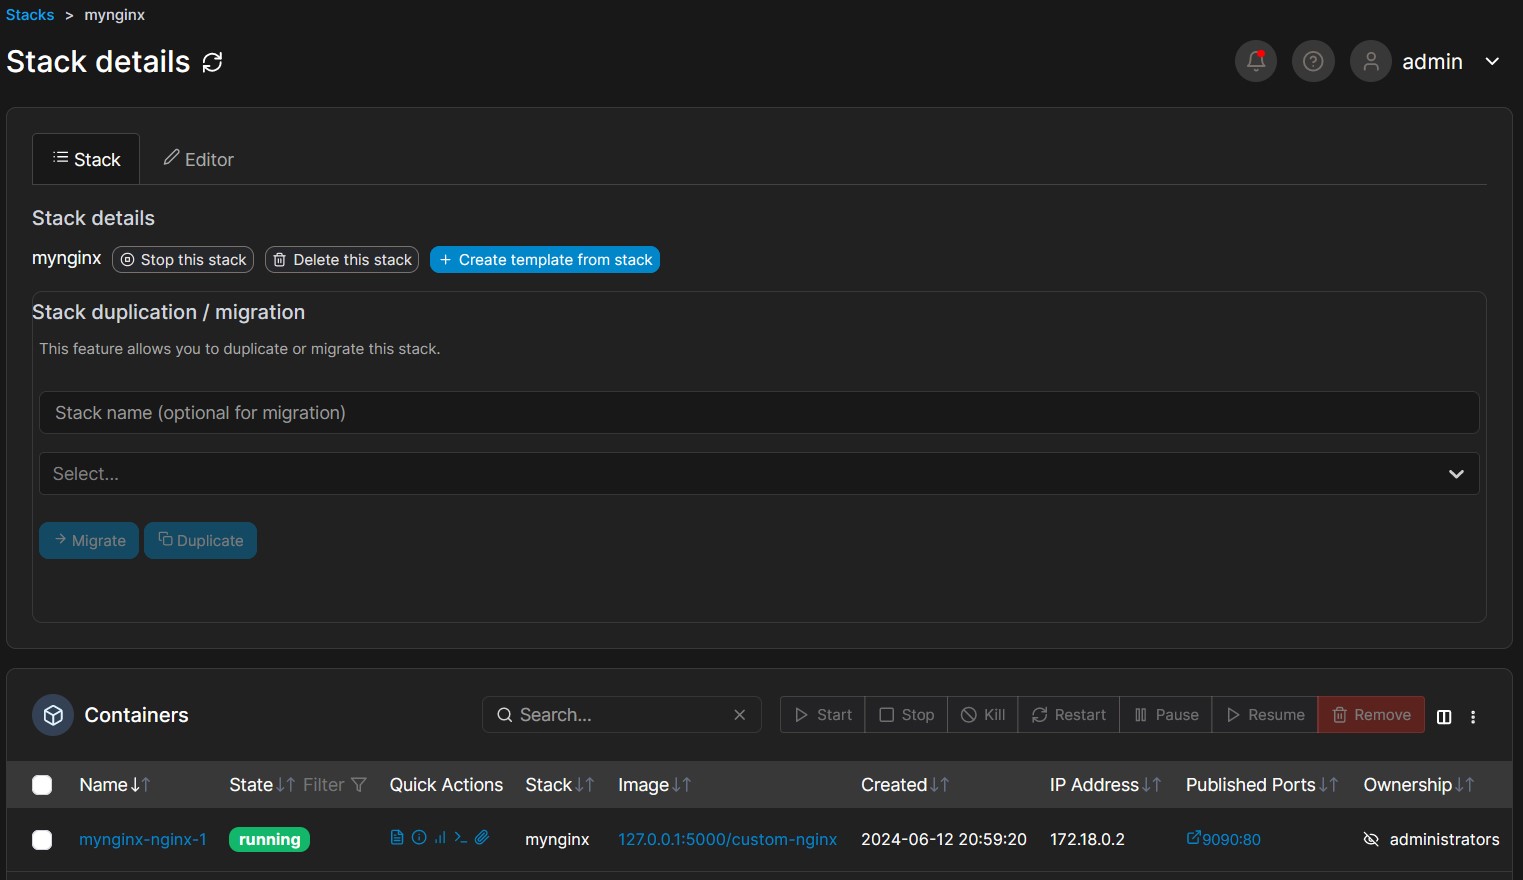 Stacks > mynginx
Stack details
admin
Stack
Editor
Stack details
mynginx Stop this stack Delete this stack + Create template from stack
Stack duplication / migration
This feature allows you to duplicate or migrate this stack.
Stack name (optional for migration)
Select...
Migrate Duplicate
Containers Search... Start Stop Kill Restart Pause Resume Remove
Name State Filter Quick Actions Stack Image Created IP Address Published Ports Ownership
mynginx-nginx-1 running mynginx 127.0.0.1:5000/custom-nginx 2024-06-12 20:59:20 172.18.0.2 9090:80 administrators